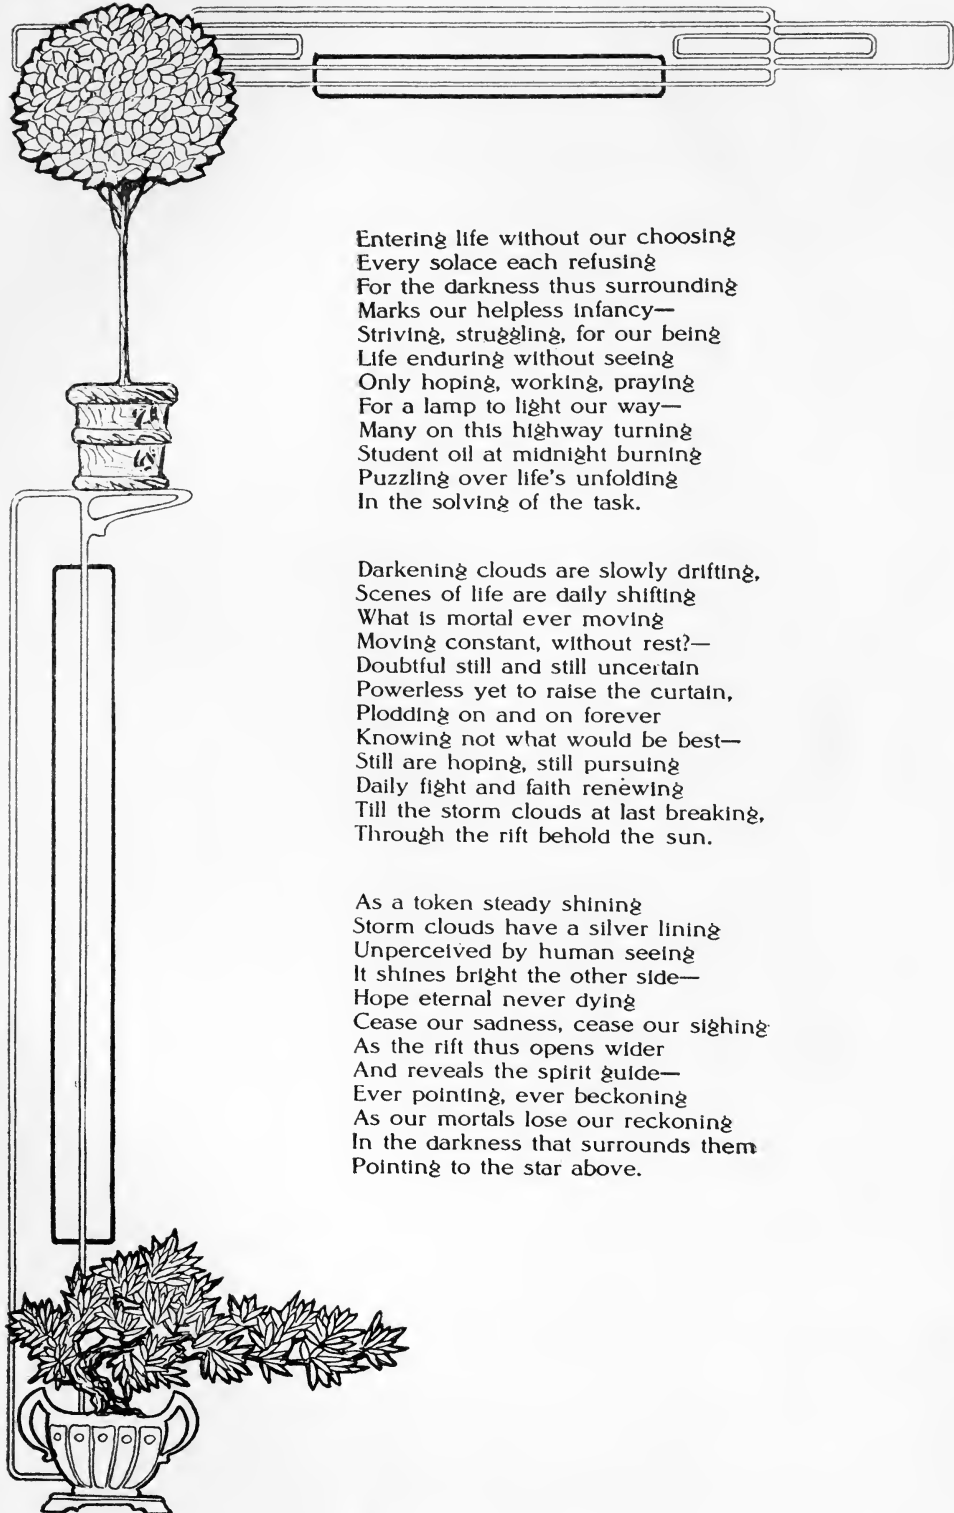 Entering life without our choosing
Every solace each refusing
For the darkness thus surrounding
Marks our helpless infancy—
Striving, struggling, for our being
Life enduring without seeing
Only hoping, working, praying
For a lamp to light our way—
Many on this highway turning
Student oil at midnight burning
Puzzling over life's unfolding
In the solving of the task.

Darkening clouds are slowly drifting,
Scenes of life are daily shifting
What is mortal ever moving
Moving constant, without rest?—
Doubtful still and still uncertain
Powerless yet to raise the curtain,
Plodding on and on forever
Knowing not what would be best—
Still are hoping, still pursuing
Daily fight and faith renewing
Till the storm clouds at last breaking,
Through the rift behold the sun.

As a token steady shining
Storm clouds have a silver lining
Unperceived by human seeing
It shines bright the other side—
Hope eternal never dying
Cease our sadness, cease our sighing
As the rift thus opens wider
And reveals the spirit guide—
Ever pointing, ever beckoning
As our mortals lose our reckoning
In the darkness that surrounds them
Pointing to the star above.